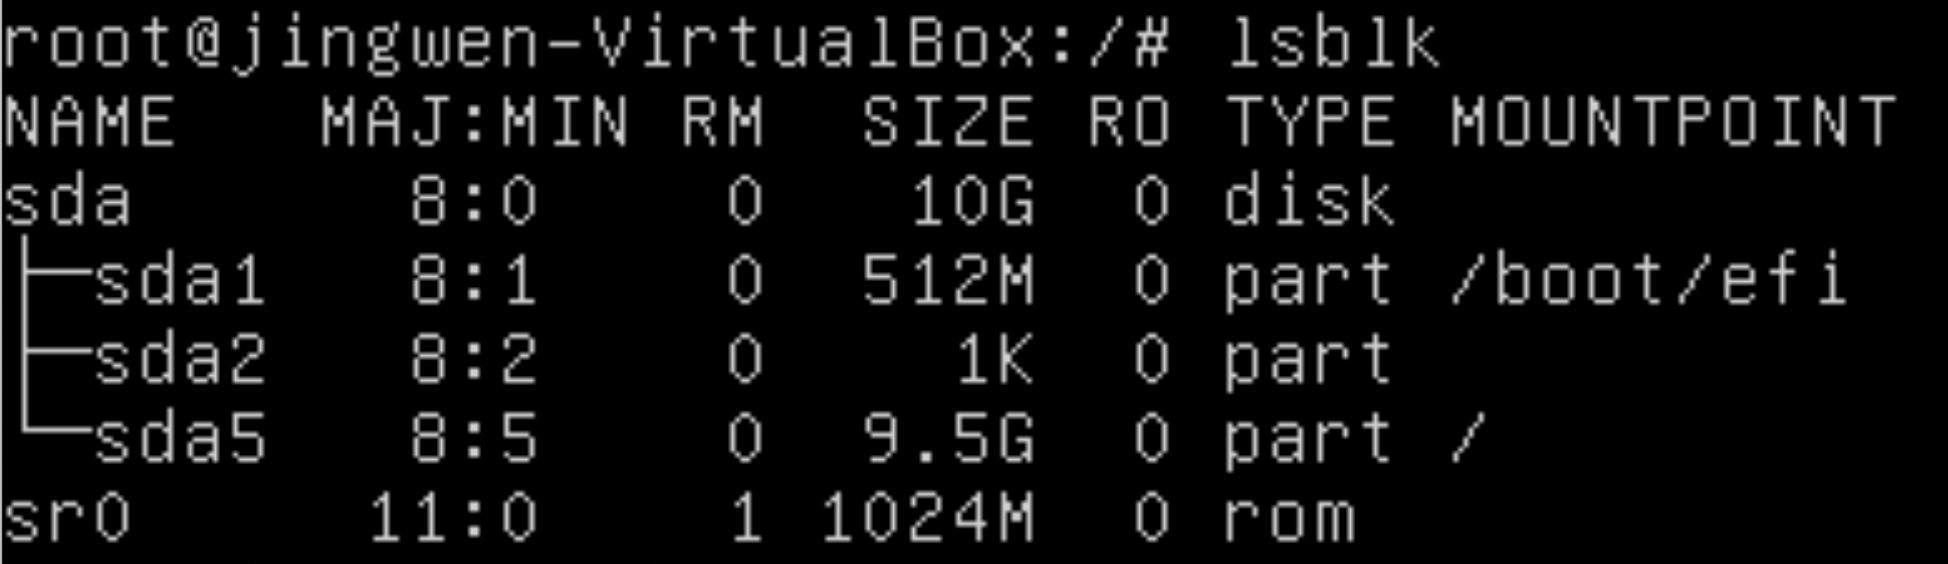 root@jingwen-VirtualBox:/# lsblk
NAME   MAJ:MIN RM   SIZE RO TYPE MOUNTPOINT
sda      8:0    0    10G  0 disk
├─sda1   8:1    0   512M  0 part /boot/efi
├─sda2   8:2    0     1K  0 part
└─sda5   8:5    0   9.5G  0 part /
sr0     11:0    1  1024M  0 rom